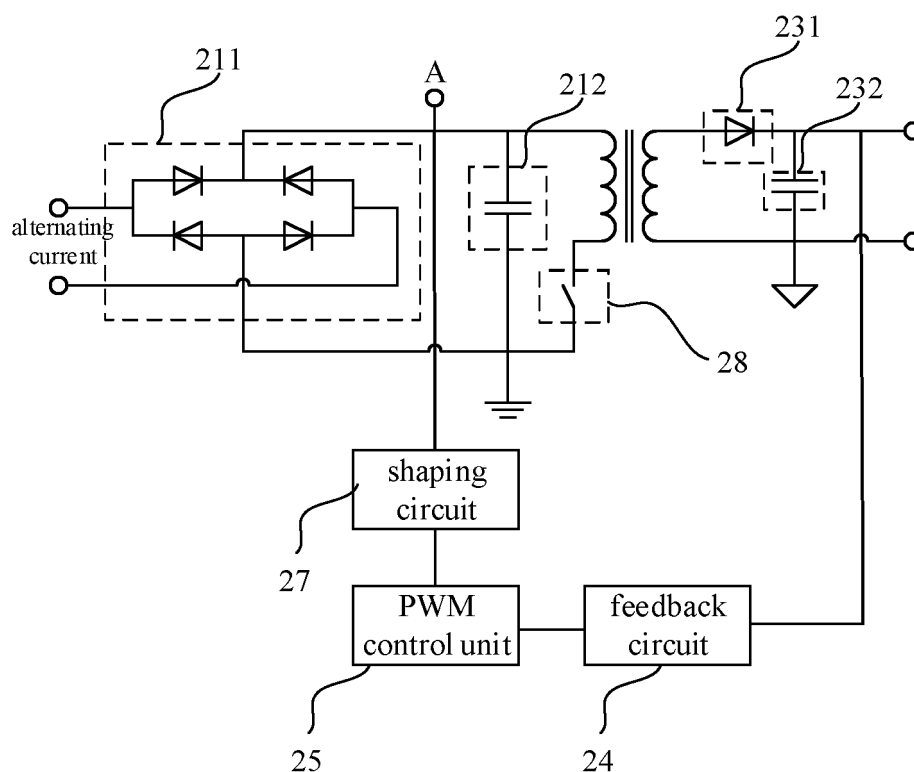 211
A
212
231
232
alternating
current
28
shaping
circuit
27
PWM
control unit
feedback
circuit
25
24